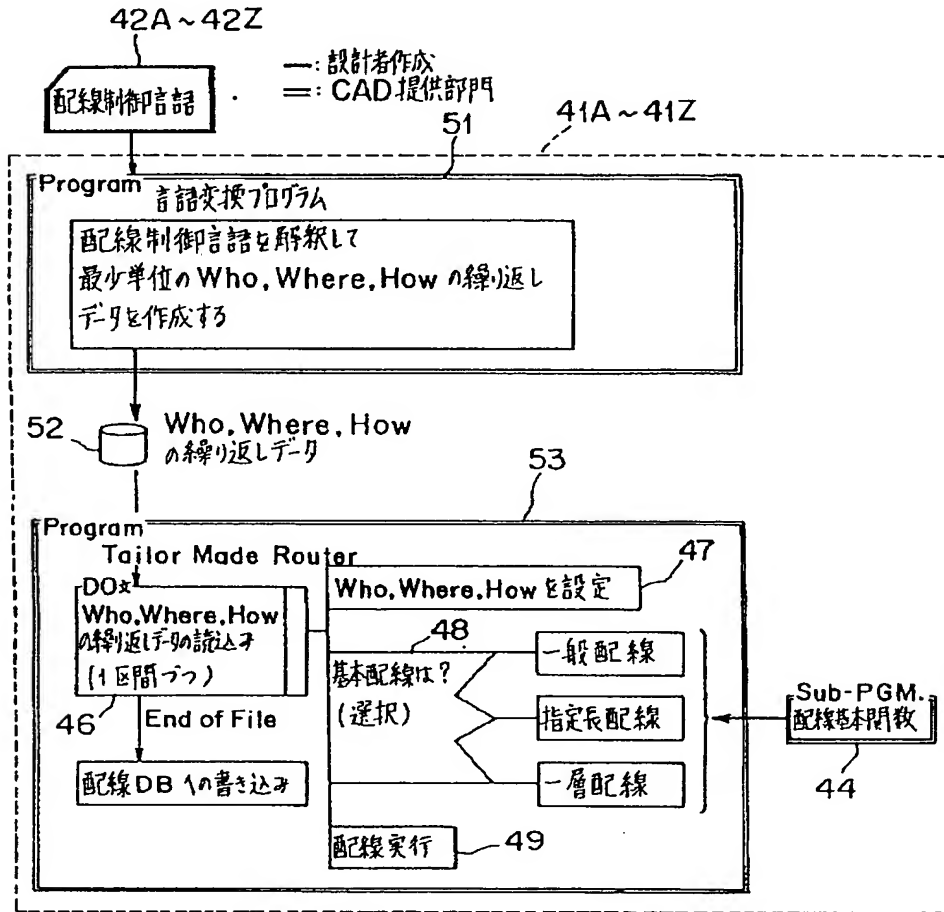 42A~42Z
━: 設計者作成
═: CAD提供部門
配線制御言語
41A~41Z
51
Program
言語変換プログラム
配線制御言語を解釈して
最少単位のWho,Where,Howの繰り返し
データを作成する
52
Who,Where,How
の繰り返しデータ
53
Program
Tailor Made Router
DO文
Who,Where,How
の繰り返しデータの読込み
(1区間づつ)
46
End of File
配線DBへの書き込み
Who,Where,Howを設定
47
48
基本配線は?
(選択)
一般配線
指定長配線
一層配線
配線実行
49
Sub-PGM.
配線基本関数
44